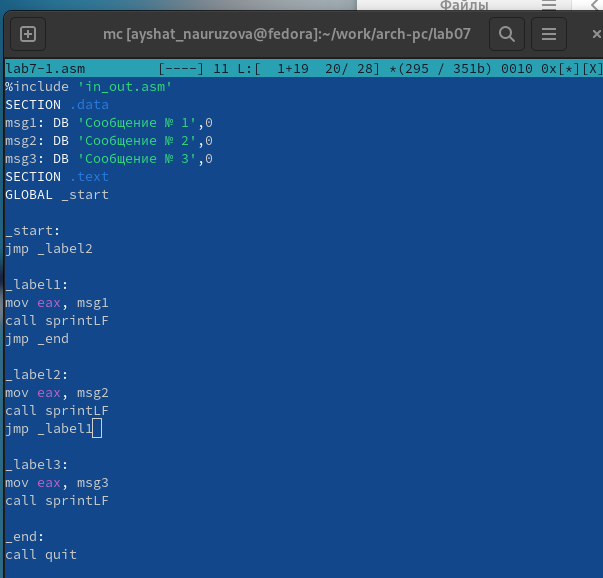 Файлы
mc [ayshat_nauruzova@fedora]:~/work/arch-pc/lab07
lab7-1.asm [----] 11 L:[ 1+19 20/ 28] *(295 / 351b) 0010 0x[*][X]
%include 'in_out.asm'
SECTION .data
msg1: DB 'Сообщение № 1',0
msg2: DB 'Сообщение № 2',0
msg3: DB 'Сообщение № 3',0
SECTION .text
GLOBAL _start
_start:
jmp _label2
_label1:
mov eax, msg1
call sprintLF
jmp _end
_label2:
mov eax, msg2
call sprintLF
jmp _label1
_label3:
mov eax, msg3
call sprintLF
_end:
call quit